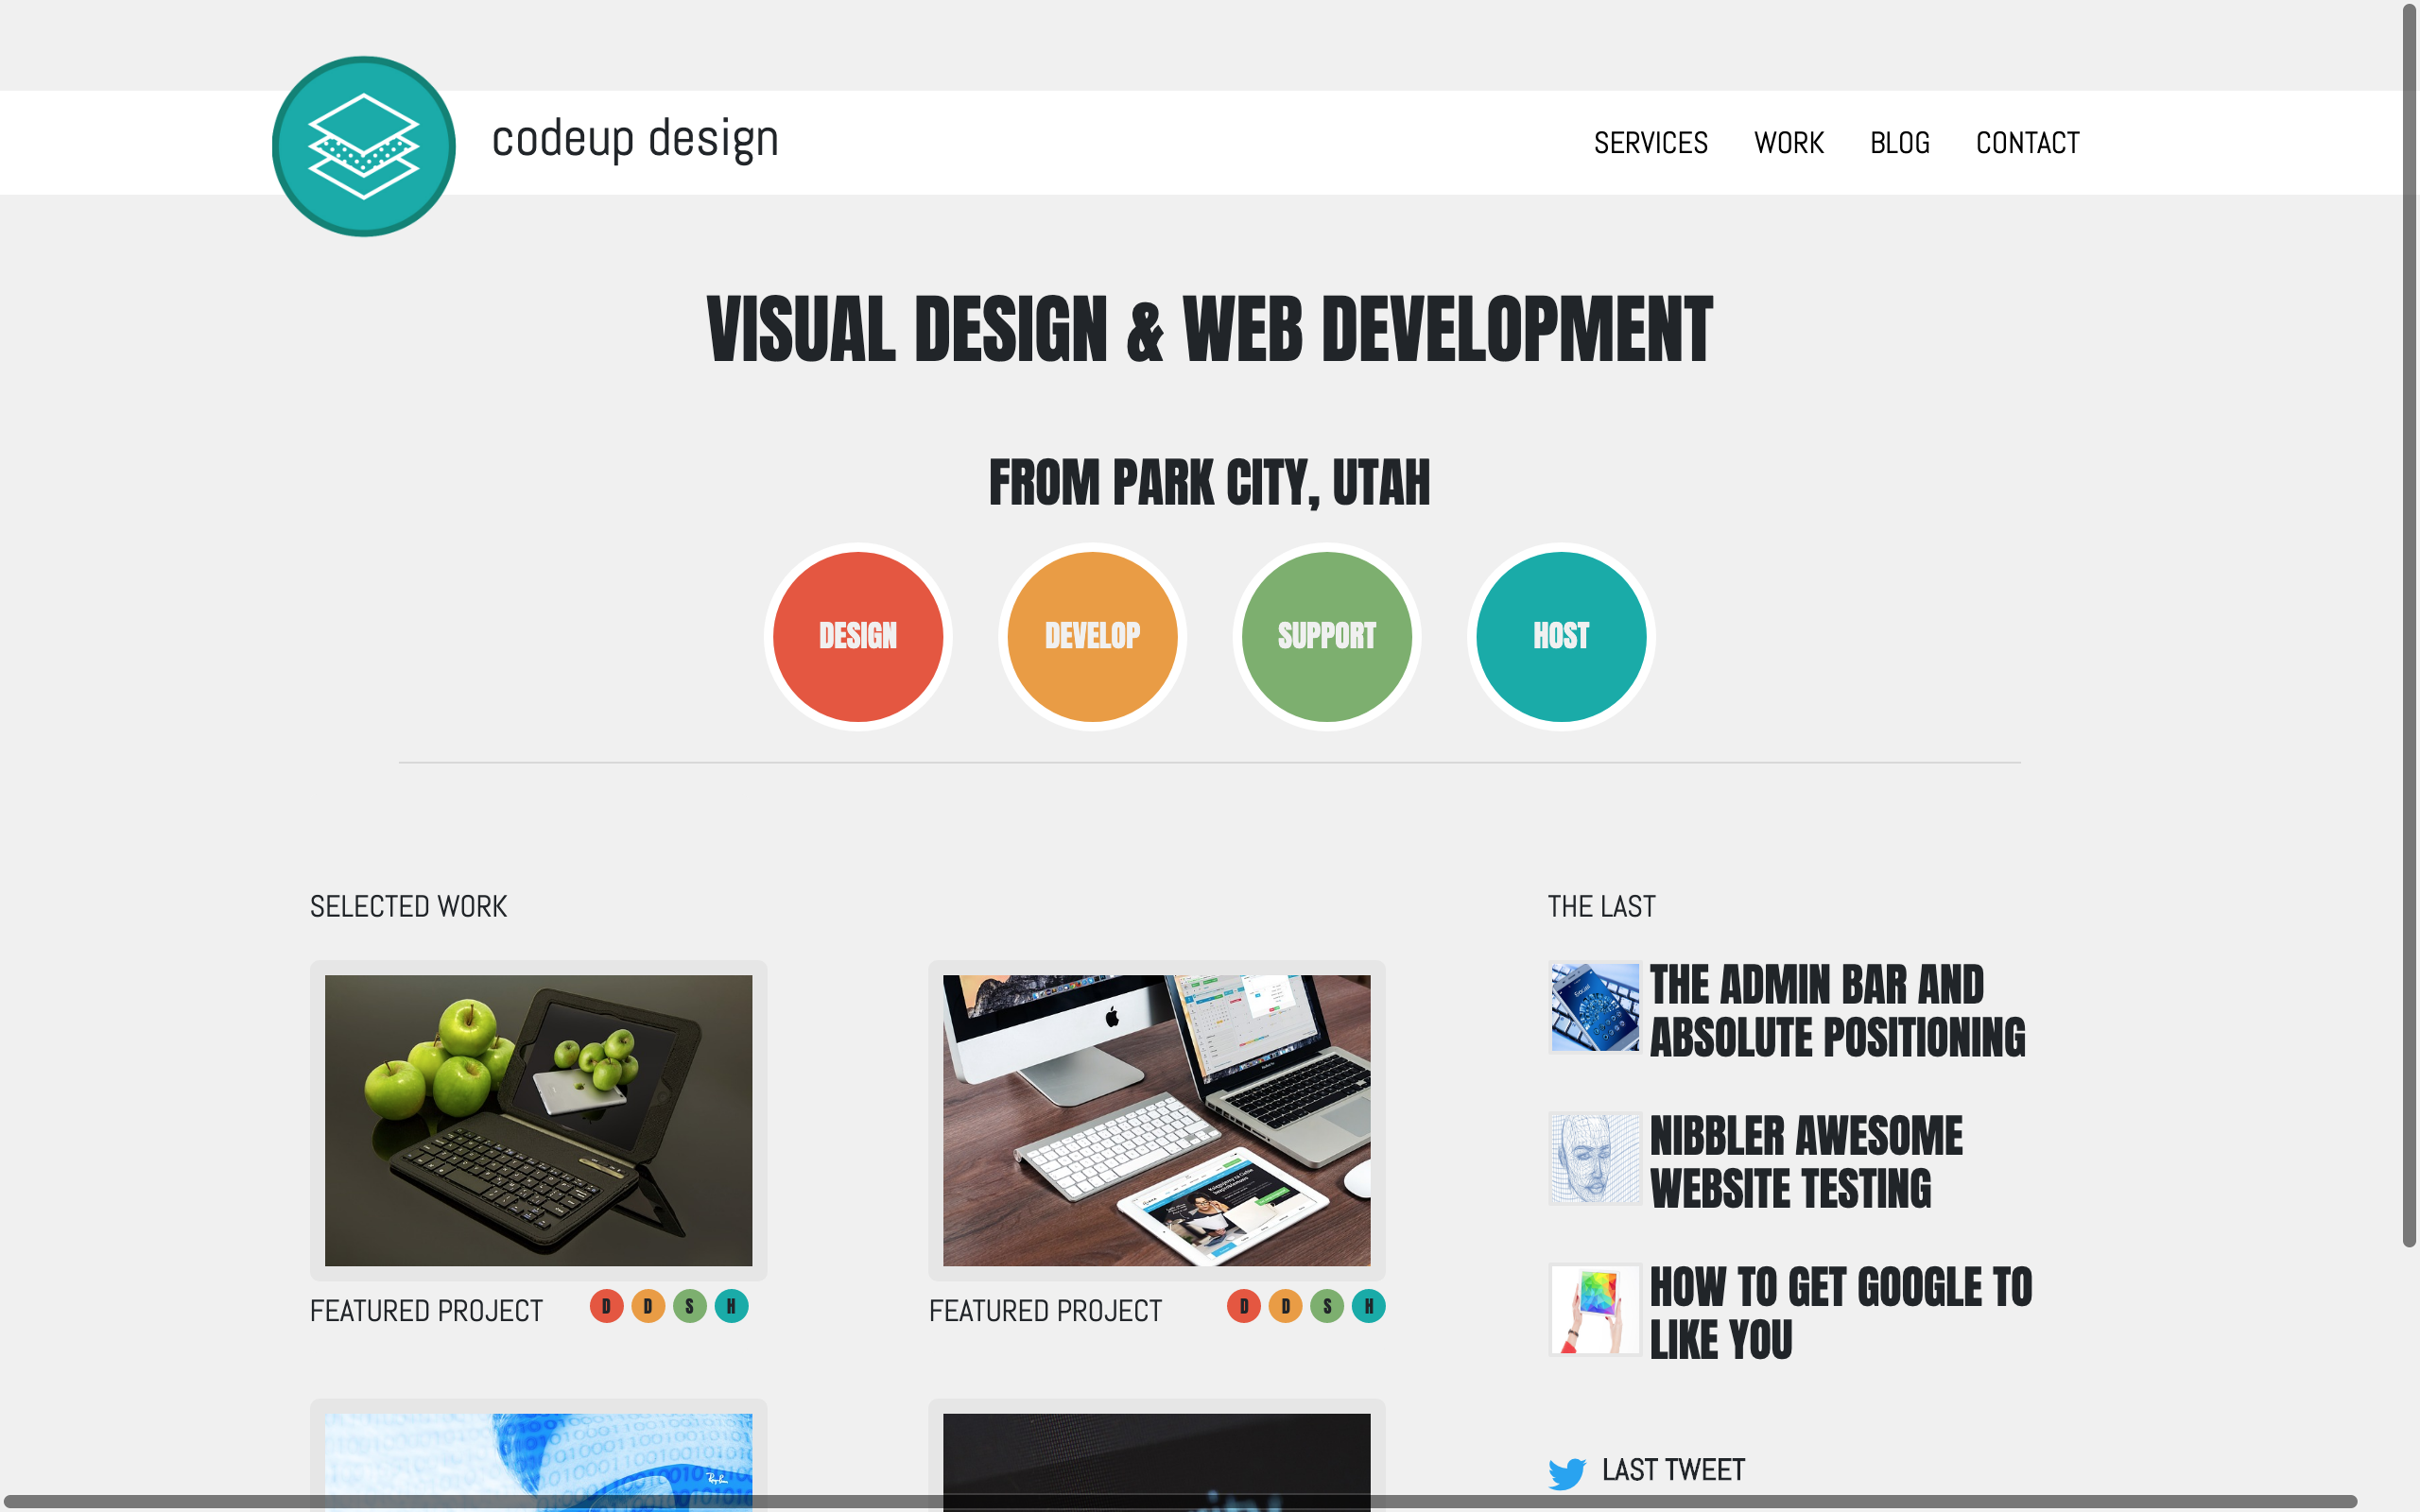 codeup design
SERVICES WORK BLOG CONTACT
VISUAL DESIGN & WEB DEVELOPMENT
FROM PARK CITY, UTAH
DESIGN DEVELOP SUPPORT HOST
SELECTED WORK
FEATURED PROJECT D D S H
FEATURED PROJECT D D S H
THE LAST
THE ADMIN BAR AND
ABSOLUTE POSITIONING
NIBBLER AWESOME
WEBSITE TESTING
HOW TO GET GOOGLE TO
LIKE YOU
LAST TWEET